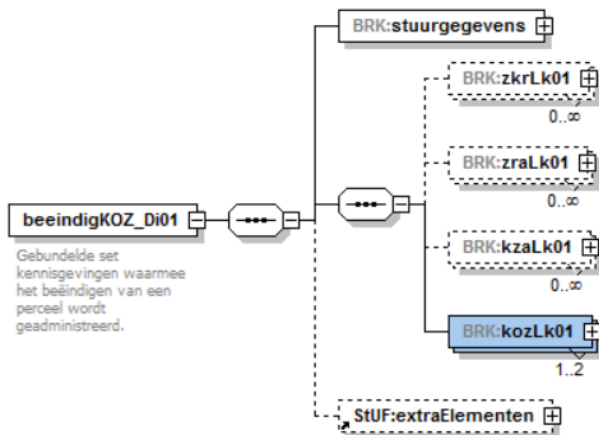 BRK:stuurgegevens
BRK:zkrLk01
0..∞
BRK:zraLk01
0..∞
beeindigKOZ_Di01
Gebundelde set
kennisgevingen waarmee
het beëindigen van een
perceel wordt
geadministreerd.
BRK:kzaLk01
0..∞
BRK:kozLk01
1..2
StUF:extraElementen